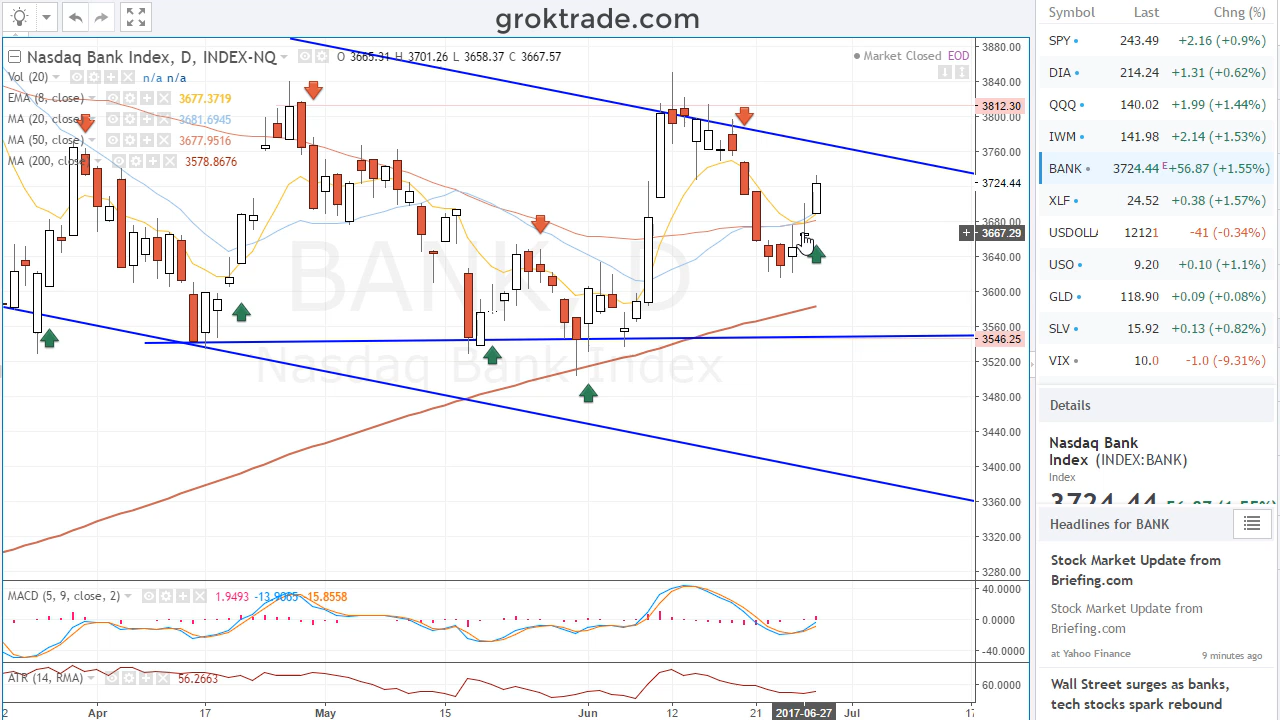 groktrade.com
Nasdaq Bank Index, D, INDEX-NQ O 3665.31 H 3701.26 L 3658.37 C 3667.57
Market Closed EOD
Vol (20) n/a n/a
EMA (8, close) 3677.3719
MA (20, close) 3681.6945
MA (50, close) 3677.9516
MA (200, close) 3578.8676
BANK, D
Nasdaq Bank Index
3880.00
3840.00
3812.30
3800.00
3760.00
3724.44
3680.00
3667.29
3640.00
3600.00
3560.00
3546.25
3520.00
3480.00
3440.00
3400.00
3360.00
3320.00
3280.00
MACD (5, 9, close, 2) 1.9493 -13.9065 -15.8558
40.0000
0.0000
-40.0000
ATR (14, RMA) 56.2663
60.0000
2 Apr 17 May 15 Jun 12 21 2017-06-27 Jul 17
Symbol Last Chng (%)
SPY 243.49 +2.16 (+0.9%)
DIA 214.24 +1.31 (+0.62%)
QQQ 140.02 +1.99 (+1.44%)
IWM 141.98 +2.14 (+1.53%)
BANK 3724.44 E +56.87 (+1.55%)
XLF 24.52 +0.38 (+1.57%)
USDOLLA 12121 -41 (-0.34%)
USO 9.20 +0.10 (+1.1%)
GLD 118.90 +0.09 (+0.08%)
SLV 15.92 +0.13 (+0.82%)
VIX 10.0 -1.0 (-9.31%)
Details
Nasdaq Bank
Index (INDEX:BANK)
Index
3724.44 56.87 (1.55%)
Headlines for BANK
Stock Market Update from
Briefing.com
Stock Market Update from
Briefing.com
at Yahoo Finance 9 minutes ago
Wall Street surges as banks,
tech stocks spark rebound